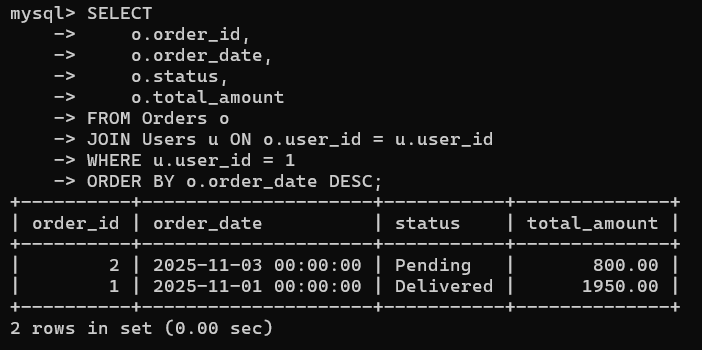 mysql> SELECT
    ->     o.order_id,
    ->     o.order_date,
    ->     o.status,
    ->     o.total_amount
    -> FROM Orders o
    -> JOIN Users u ON o.user_id = u.user_id
    -> WHERE u.user_id = 1
    -> ORDER BY o.order_date DESC;
+----------+---------------------+-----------+--------------+
| order_id | order_date          | status    | total_amount |
+----------+---------------------+-----------+--------------+
|        2 | 2025-11-03 00:00:00 | Pending   |       800.00 |
|        1 | 2025-11-01 00:00:00 | Delivered |      1950.00 |
+----------+---------------------+-----------+--------------+
2 rows in set (0.00 sec)